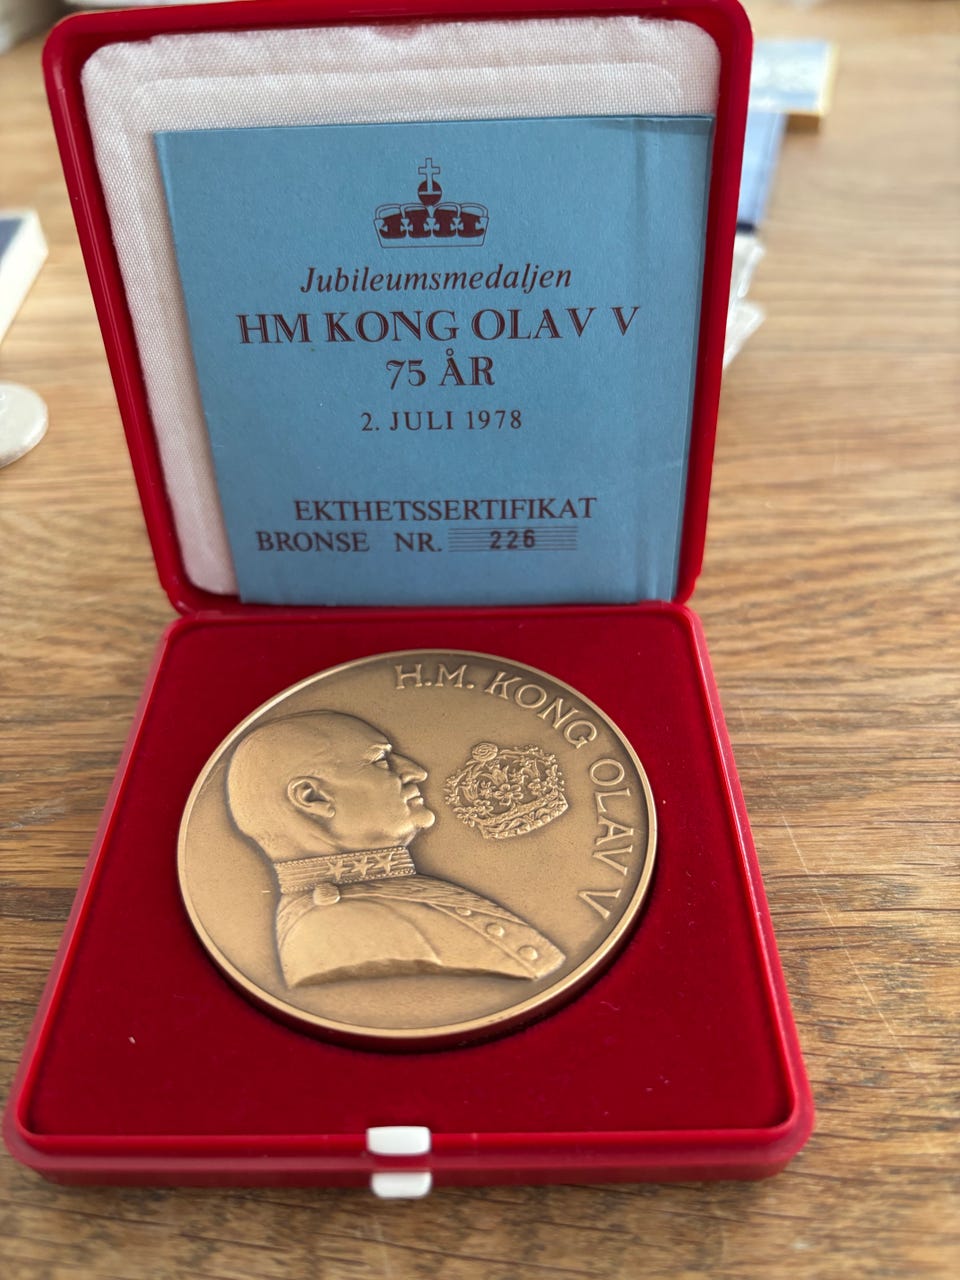 Jubileumsmedaljen
HM KONG OLAV V
75 ÅR
2. JULI 1978
EKTHETSSERTIFIKAT
BRONSE NR. 226
H.M. KONG OLAV V